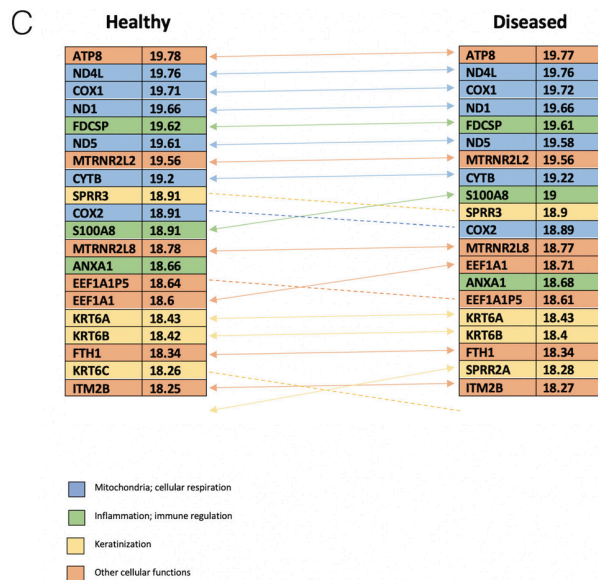 C
Healthy Diseased
ATP8 19.78 ATP8 19.77
ND4L 19.76 ND4L 19.76
COX1 19.71 COX1 19.72
ND1 19.66 ND1 19.66
FDCSP 19.62 FDCSP 19.61
ND5 19.61 ND5 19.58
MTRNR2L2 19.56 MTRNR2L2 19.56
CYTB 19.2 CYTB 19.22
SPRR3 18.91 S100A8 19
COX2 18.91 SPRR3 18.9
S100A8 18.91 COX2 18.89
MTRNR2L8 18.78 MTRNR2L8 18.77
ANXA1 18.66 EEF1A1 18.71
EEF1A1P5 18.64 ANXA1 18.68
EEF1A1 18.6 EEF1A1P5 18.61
KRT6A 18.43 KRT6A 18.43
KRT6B 18.42 KRT6B 18.4
FTH1 18.34 FTH1 18.34
KRT6C 18.26 SPRR2A 18.28
ITM2B 18.25 ITM2B 18.27
Mitochondria; cellular respiration
Inflammation; immune regulation
Keratinization
Other cellular functions